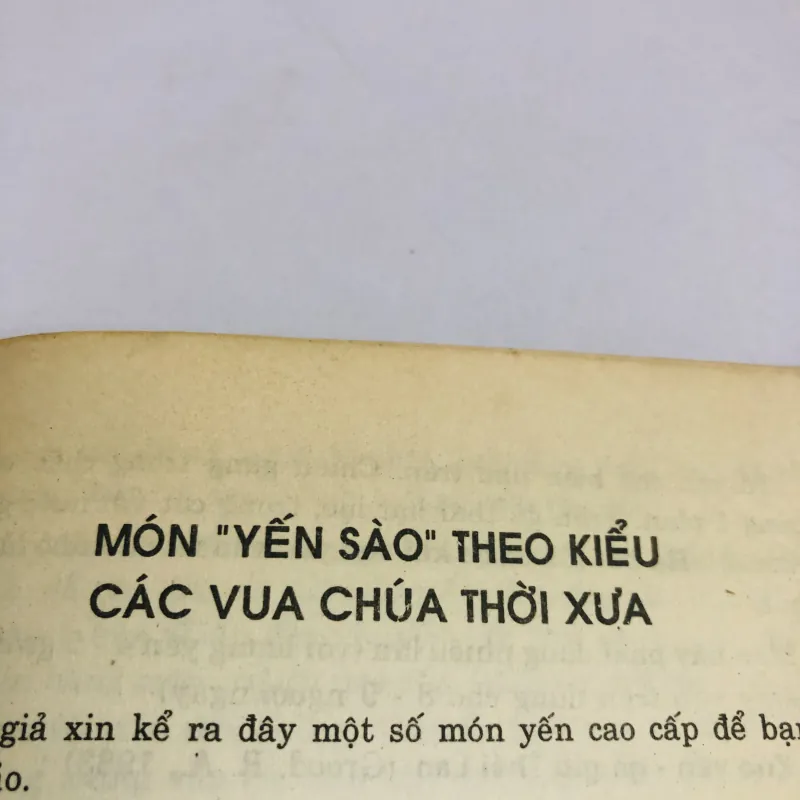 MÓN "YẾN SÀO" THEO KIỂU
CÁC VUA CHÚA THỜI XƯA
giả xin kể ra đây một số món yến cao cấp để bạn